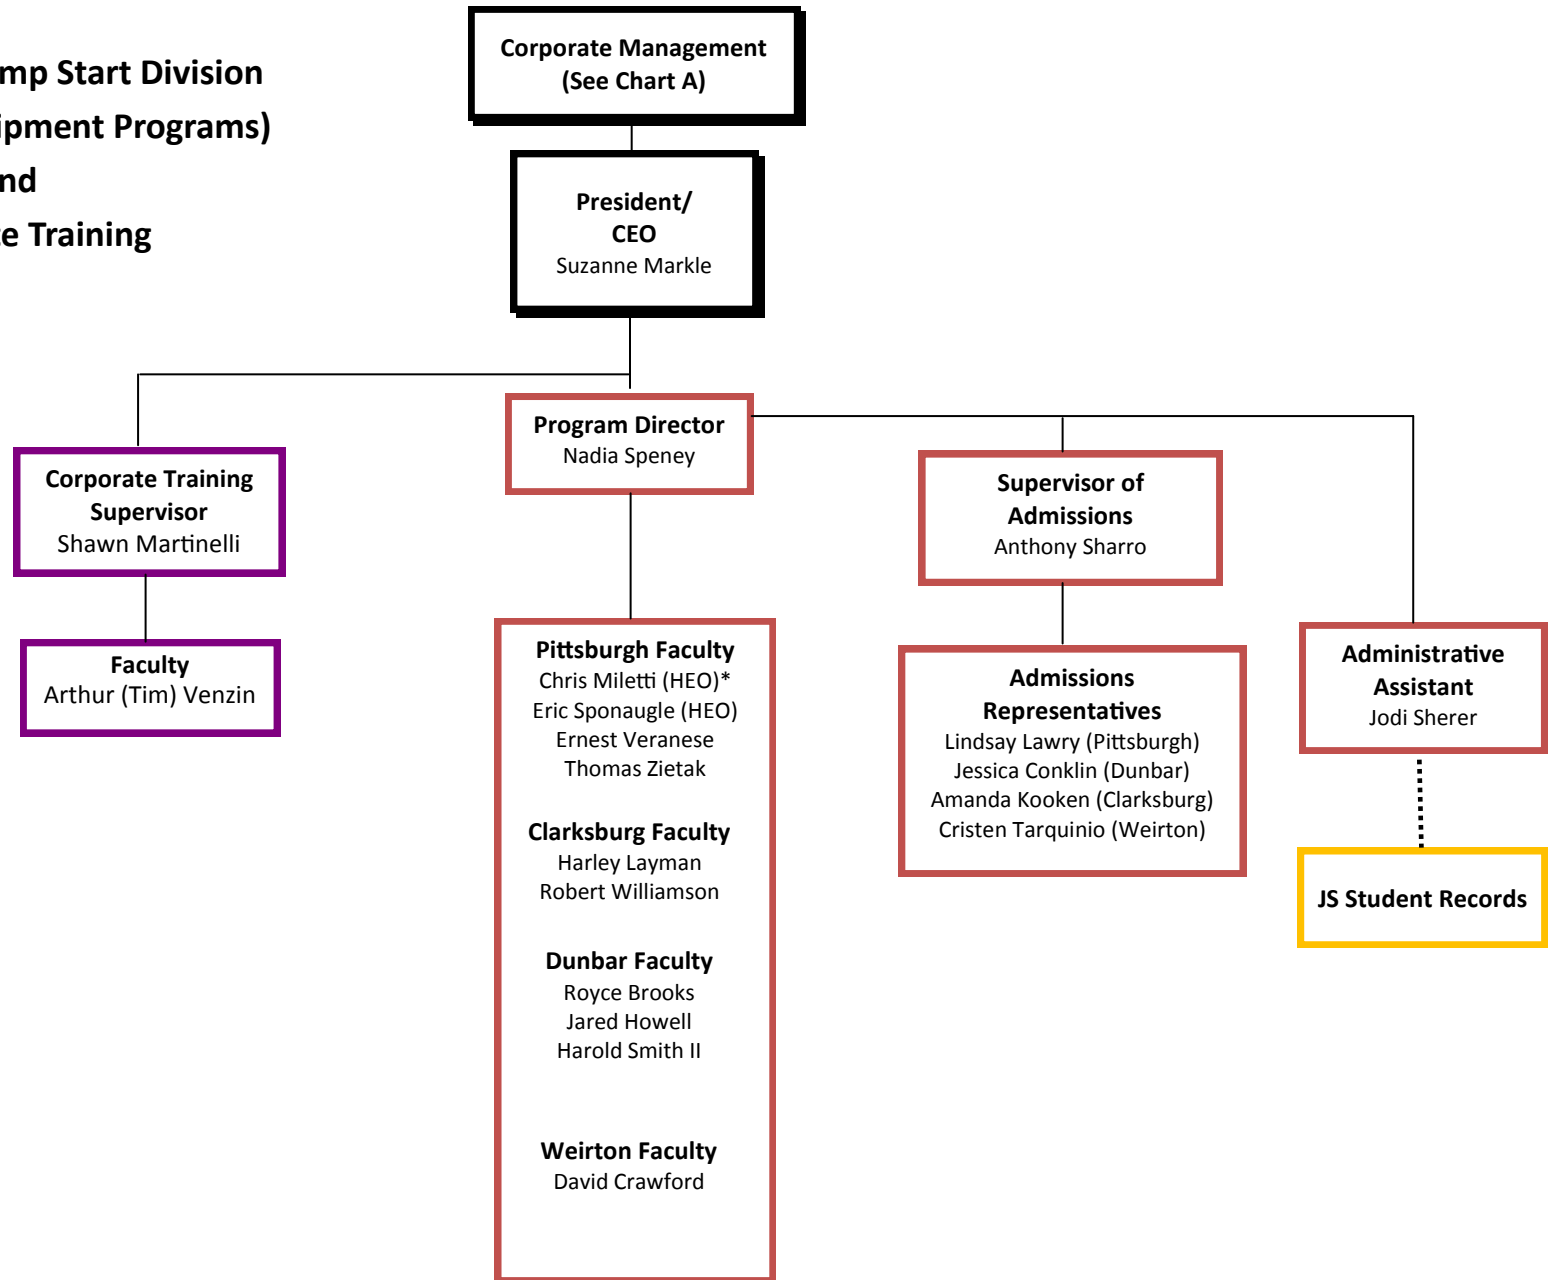 mp Start Division
ipment Programs)
nd
e Training
Corporate Management
(See Chart A)
President/
CEO
Suzanne Markle
Program Director
Nadia Speney
Corporate Training
Supervisor
Shawn Martinelli
Supervisor of
Admissions
Anthony Sharro
Faculty
Arthur (Tim) Venzin
Pittsburgh Faculty
Chris Miletti (HEO)*
Eric Sponaugle (HEO)
Ernest Veranese
Thomas Zietak
Clarksburg Faculty
Harley Layman
Robert Williamson
Dunbar Faculty
Royce Brooks
Jared Howell
Harold Smith II
Weirton Faculty
David Crawford
Admissions
Representatives
Lindsay Lawry (Pittsburgh)
Jessica Conklin (Dunbar)
Amanda Kooken (Clarksburg)
Cristen Tarquinio (Weirton)
Administrative
Assistant
Jodi Sherer
JS Student Records